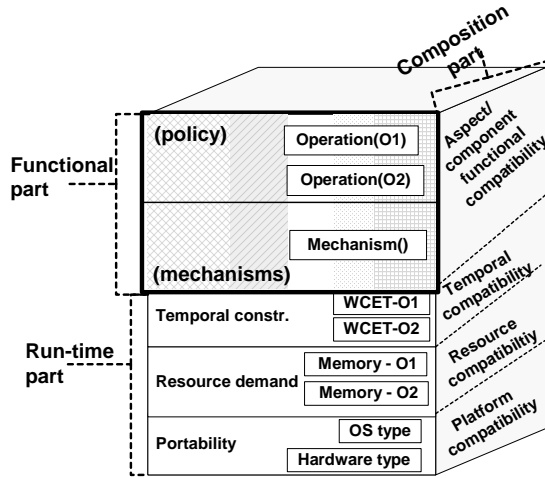 Composition
part
(policy)
Operation(O1)
Operation(O2)
Aspect/
component
functional
compatibility
Functional
part
Mechanism()
(mechanisms)
Temporal constr.
WCET-O1
WCET-O2
Temporal
compatibility
Run-time
part
Resource demand
Memory - O1
Memory - O2
Resource
compatibiltiy
Portability
OS type
Hardware type
Platform
compatibility